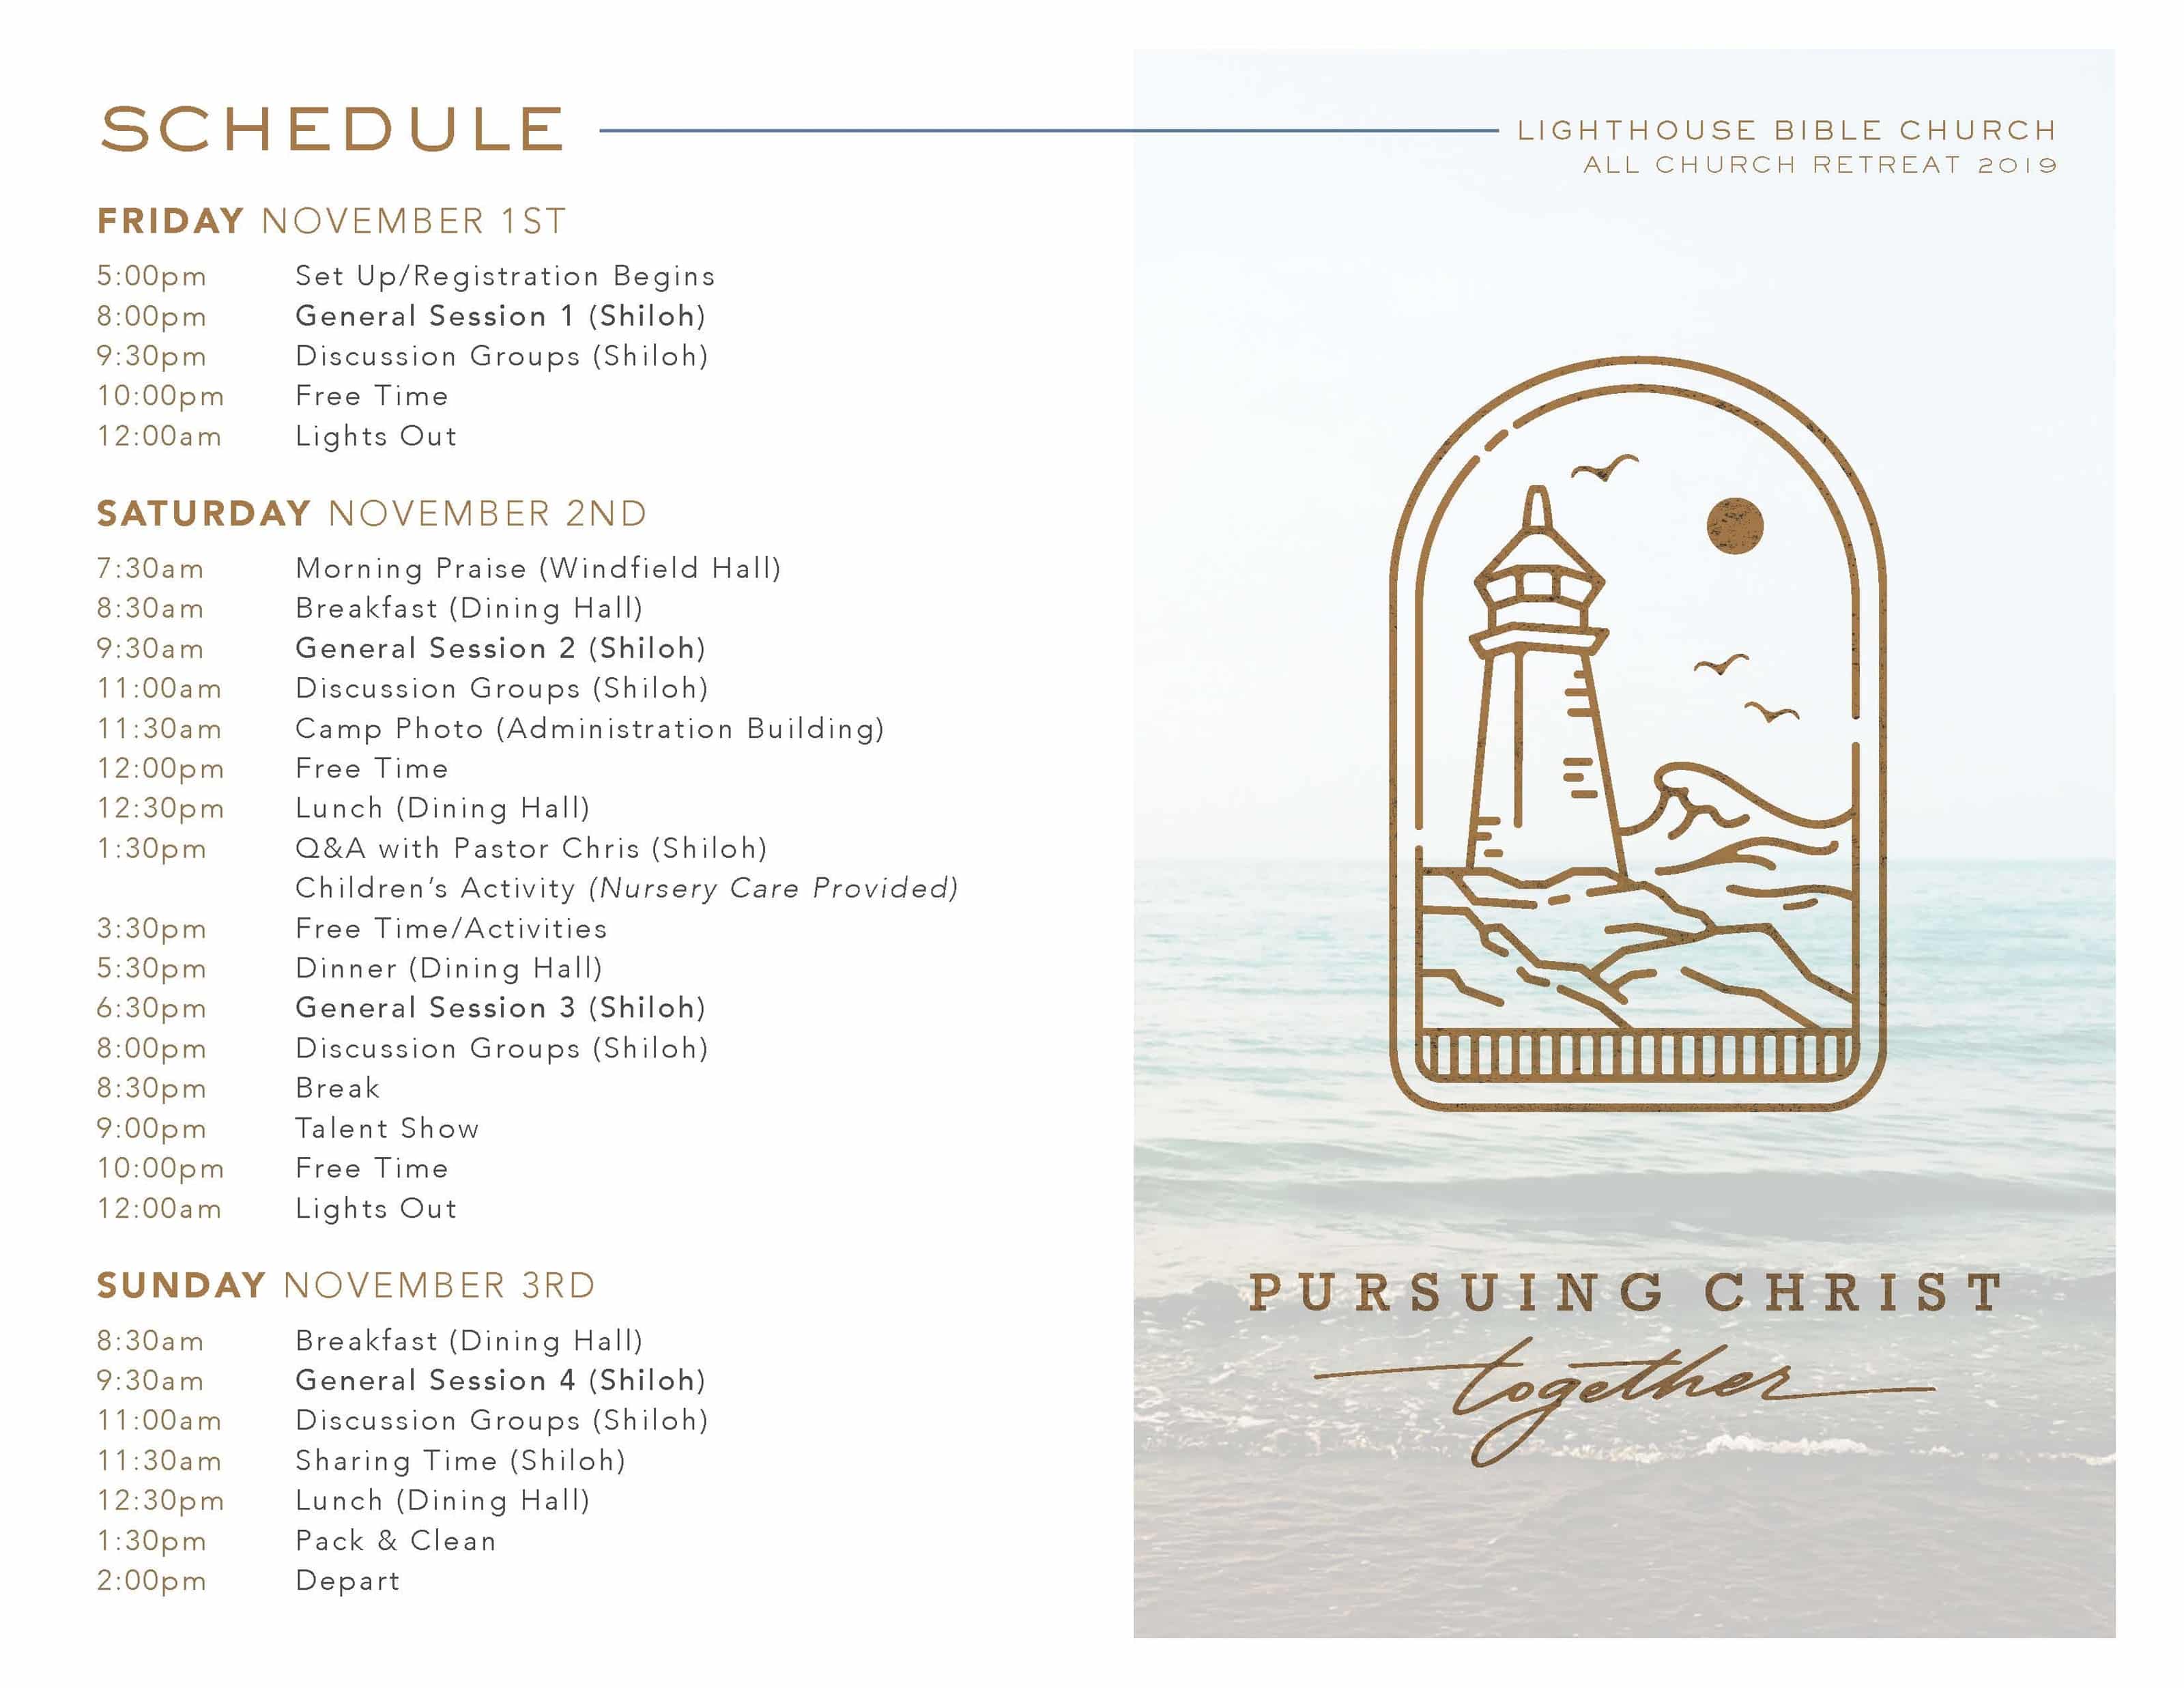 SCHEDULE
LIGHTHOUSE BIBLE CHURCH
ALL CHURCH RETREAT 2019
FRIDAY NOVEMBER 1ST
5:00pm Set Up/Registration Begins
8:00pm General Session 1 (Shiloh)
9:30pm Discussion Groups (Shiloh)
10:00pm Free Time
12:00am Lights Out
SATURDAY NOVEMBER 2ND
7:30am Morning Praise (Windfield Hall)
8:30am Breakfast (Dining Hall)
9:30am General Session 2 (Shiloh)
11:00am Discussion Groups (Shiloh)
11:30am Camp Photo (Administration Building)
12:00pm Free Time
12:30pm Lunch (Dining Hall)
1:30pm Q&A with Pastor Chris (Shiloh)
Children's Activity (Nursery Care Provided)
3:30pm Free Time/Activities
5:30pm Dinner (Dining Hall)
6:30pm General Session 3 (Shiloh)
8:00pm Discussion Groups (Shiloh)
8:30pm Break
9:00pm Talent Show
10:00pm Free Time
12:00am Lights Out
SUNDAY NOVEMBER 3RD
8:30am Breakfast (Dining Hall)
9:30am General Session 4 (Shiloh)
11:00am Discussion Groups (Shiloh)
11:30am Sharing Time (Shiloh)
12:30pm Lunch (Dining Hall)
1:30pm Pack & Clean
2:00pm Depart
PURSUING CHRIST
together